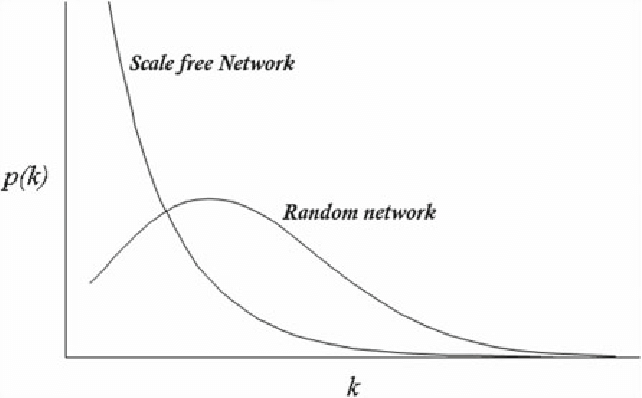 Scale free Network
p(k)
Random network
k